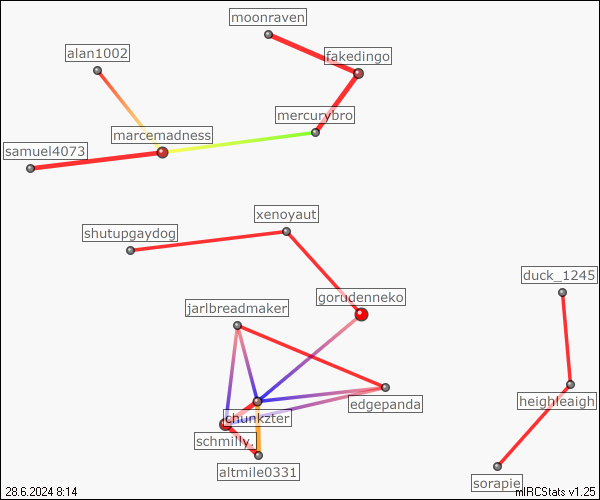 moonraven
alan1002
fakedingo
mercurybro
marcemadness
samuel4073
xenoyaut
shutupgaydog
duck_1245
gorudenneko
jarlbreadmaker
heighleaigh
edgepanda
chunkzter
schmilly,
altmile0331
sorapie
28.6.2024 8:14
mIRCStats v1.25